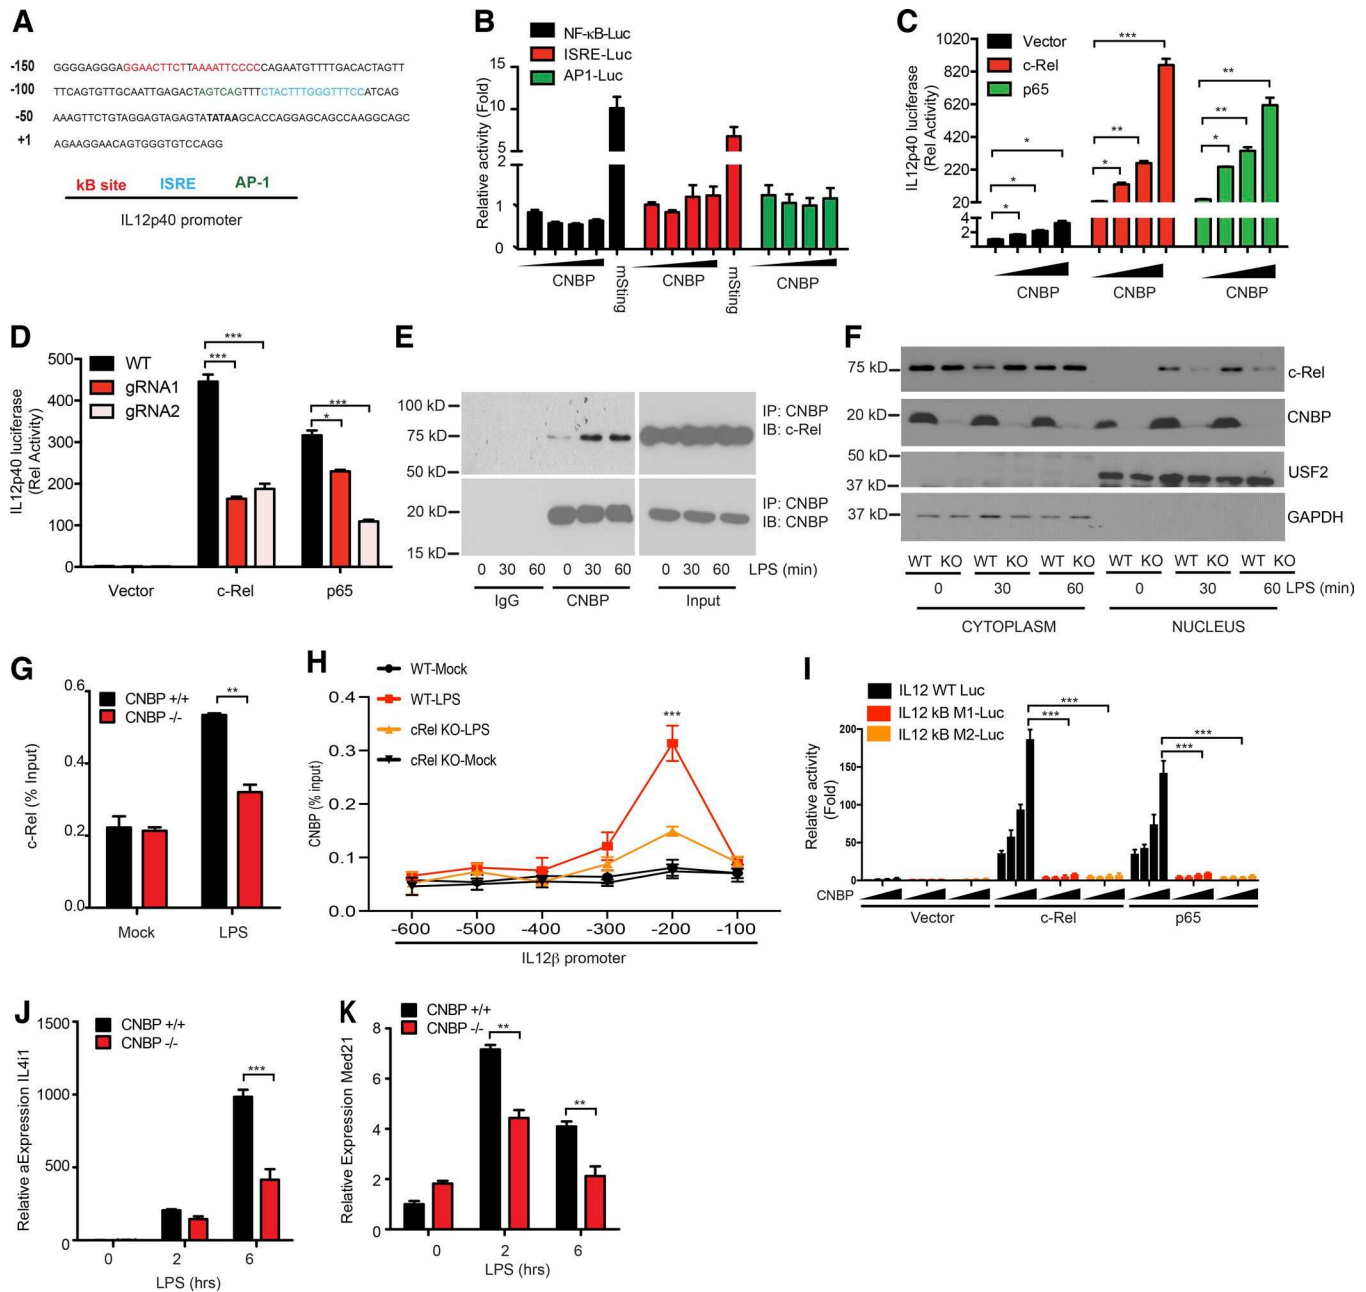 A
-150 GGGGAGGGAGGAACTTCTTAAAATTCCCCCAGAATGTTTTGACACTAGTT
-100 TTCAGTGTTGCAATTGAGACTAGTCAGTTTCTACTTTGGGTTTCCATCAG
-50 AAAGTTCTGTAGGAGTAGAGTATATAAGCACCAGGAGCAGCCAAGGCAGC
+1 AGAAGGAACAGTGGGTGTCCAGG
kB site ISRE AP-1
IL12p40 promoter
B
NF-κB-Luc
ISRE-Luc
AP1-Luc
Relative activity (Fold)
15
10
5
2
1
0
CNBP mSting CNBP mSting CNBP
C
Vector
c-Rel
p65
IL12p40 luciferase
(Rel Activity)
1020
820
620
420
220
20
4
2
* * *
* ** ***
* ** **
CNBP CNBP CNBP
D
WT
gRNA1
gRNA2
IL12p40 luciferase
(Rel Activity)
500
400
300
200
100
0
***
***
***
*
Vector c-Rel p65
E
100 kD
75 kD
50 kD
20 kD
15 kD
IP: CNBP
IB: c-Rel
IP: CNBP
IB: CNBP
0 30 60 0 30 60 0 30 60 LPS (min)
IgG CNBP Input
F
75 kD
20 kD
50 kD
37 kD
37 kD
c-Rel
CNBP
USF2
GAPDH
WT KO WT KO WT KO WT KO WT KO WT KO
0 30 60 0 30 60 LPS (min)
CYTOPLASM NUCLEUS
G
CNBP +/+
CNBP -/-
c-Rel (% Input)
0.6
0.4
0.2
0.0
**
Mock LPS
H
WT-Mock
WT-LPS
cRel KO-LPS
cRel KO-Mock
CNBP (% input)
0.4
0.3
0.2
0.1
0.0
***
-600 -500 -400 -300 -200 -100
IL12β promoter
I
IL12 WT Luc
IL12 kB M1-Luc
IL12 kB M2-Luc
Relative activity
(Fold)
200
150
100
50
0
***
***
***
***
CNBP
Vector c-Rel p65
J
CNBP +/+
CNBP -/-
Relative aExpression IL4i1
1500
1000
500
0
***
0 2 6
LPS (hrs)
K
CNBP +/+
CNBP -/-
Relative Expression Med21
8
6
4
2
0
**
**
0 2 6
LPS (hrs)